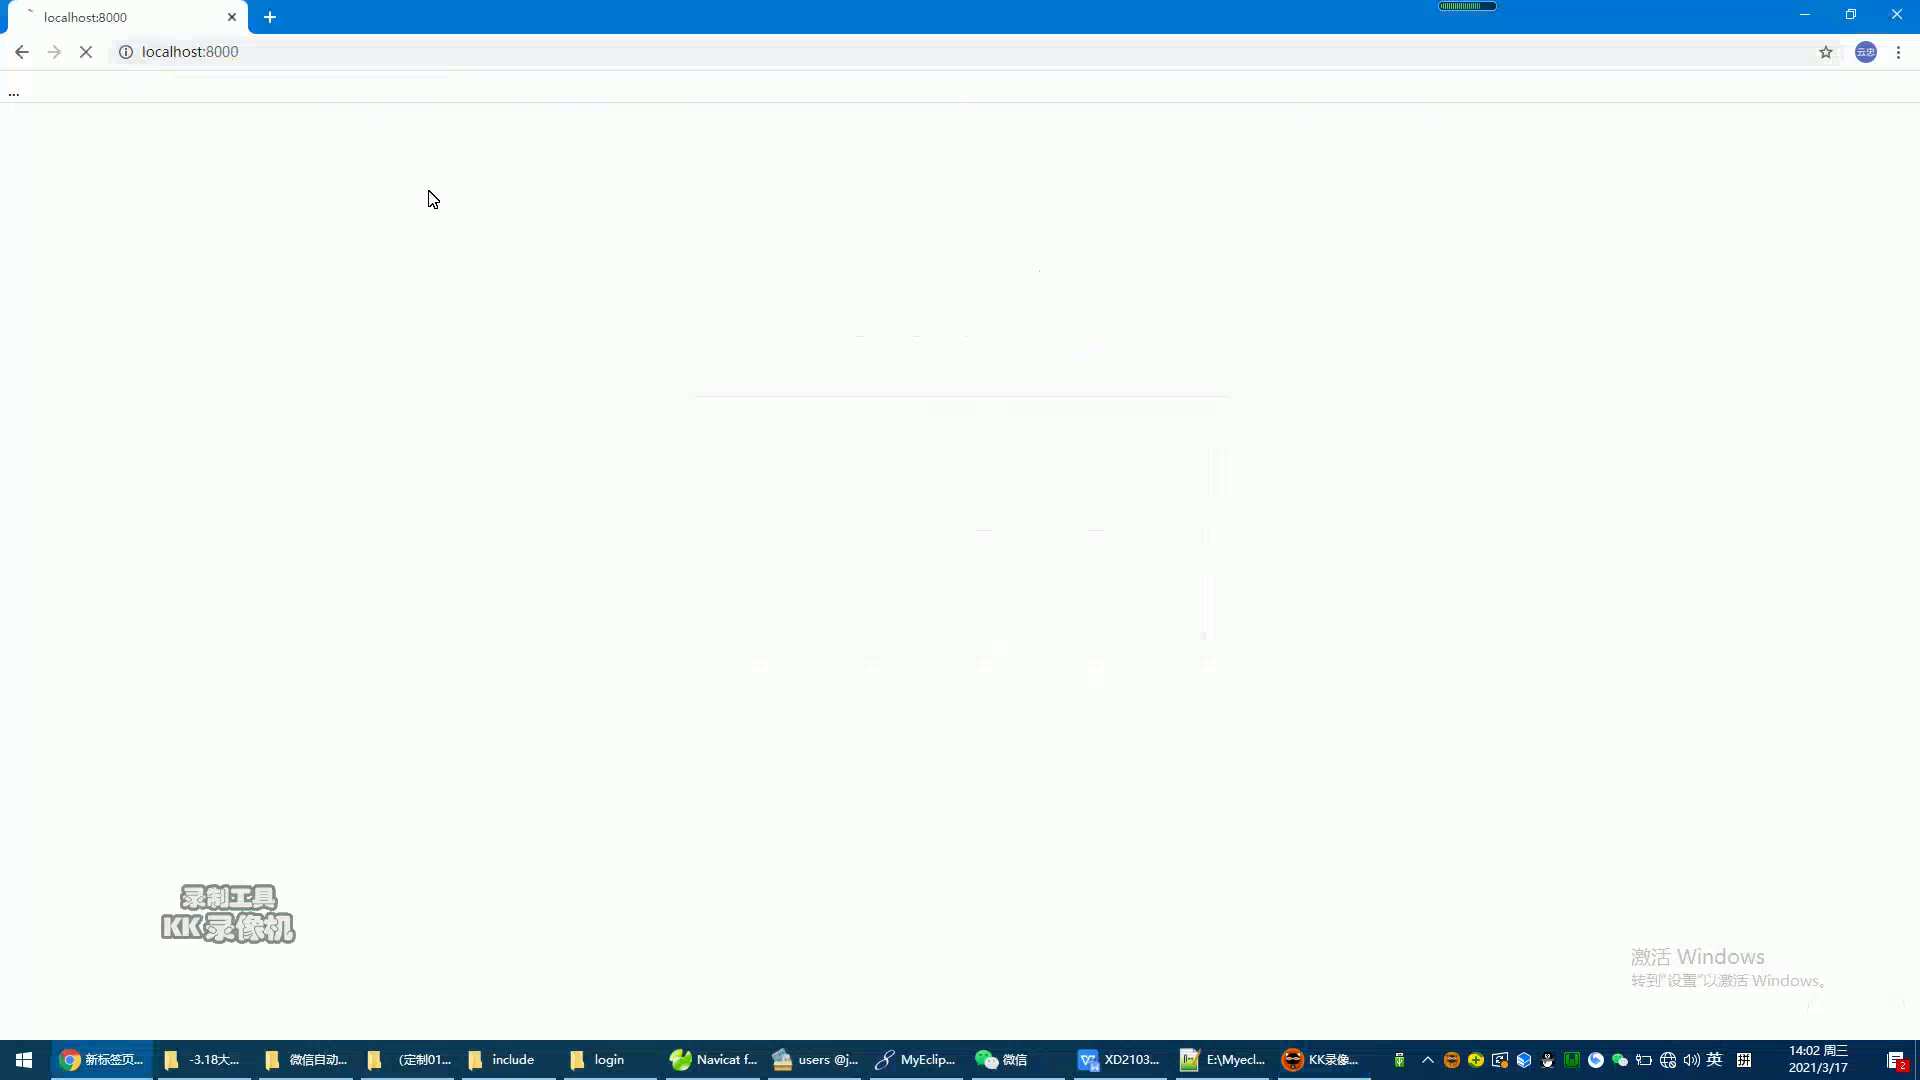 localhost:8000
localhost:8000
...
录制工具
KK录像机
激活 Windows
转到"设置"以激活 Windows。
新标签页...
-3.18大...
微信自动...
(定制01...
include
login
Navicat f...
users @j...
MyEclip...
微信
XD2103...
E:\Myecl...
KK录像...
英
14:02 周三
2021/3/17
2